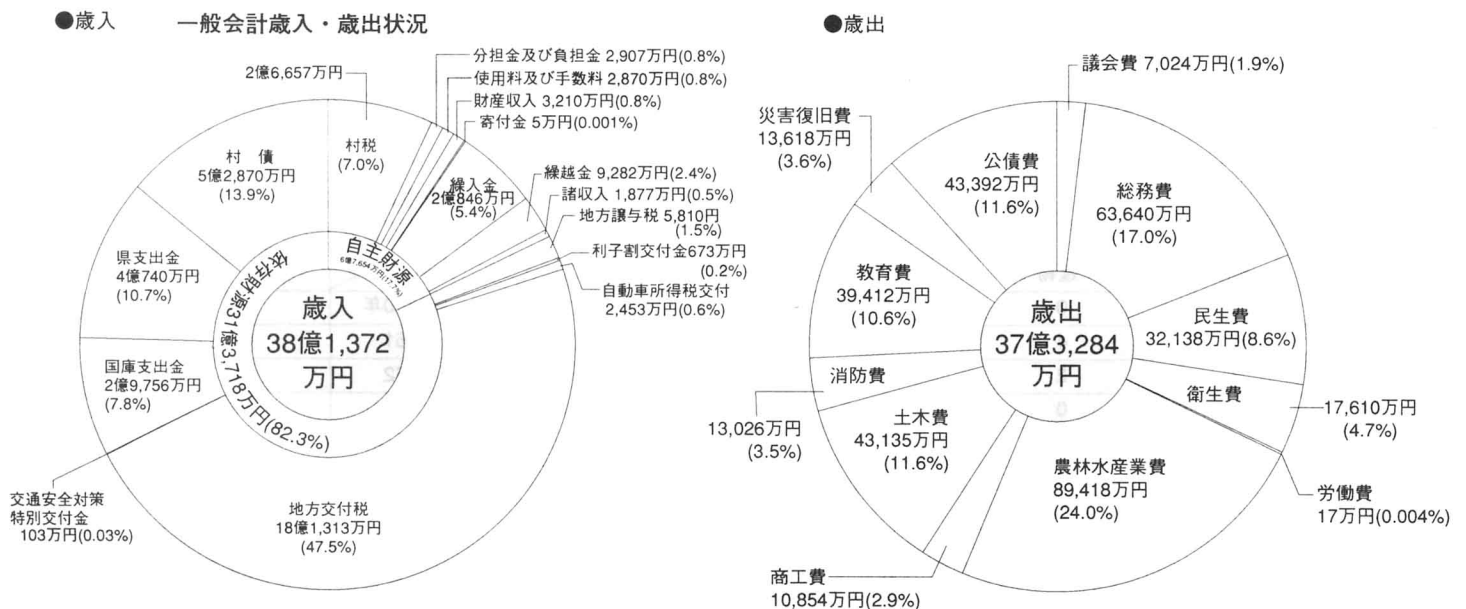 ●歳入 一般会計歳入・歳出状況
分担金及び負担金 2,907万円(0.8%)
使用料及び手数料 2,870万円(0.8%)
財産収入 3,210万円(0.8%)
寄付金 5万円(0.001%)
2億6,657万円
村税
(7.0%)
繰入金
2億846万円
(5.4%)
繰越金 9,282万円(2.4%)
諸収入 1,877万円(0.5%)
地方譲与税 5,810円
(1.5%)
利子割交付金673万円
(0.2%)
自動車所得税交付
2,453万円(0.6%)
村 債
5億2,870万円
(13.9%)
県支出金
4億740万円
(10.7%)
国庫支出金
2億9,756万円
(7.8%)
交通安全対策
特別交付金
103万円(0.03%)
地方交付税
18億1,313万円
(47.5%)
自主財源
6億7,654万円(17.7%)
依存財源31億3,718万円(82.3%)
歳入
38億1,372
万円
●歳出
議会費 7,024万円(1.9%)
総務費
63,640万円
(17.0%)
民生費
32,138万円(8.6%)
衛生費
17,610万円
(4.7%)
労働費
17万円(0.004%)
農林水産業費
89,418万円
(24.0%)
商工費
10,854万円(2.9%)
土木費
43,135万円
(11.6%)
消防費
13,026万円
(3.5%)
教育費
39,412万円
(10.6%)
災害復旧費
13,618万円
(3.6%)
公債費
43,392万円
(11.6%)
歳出
37億3,284
万円